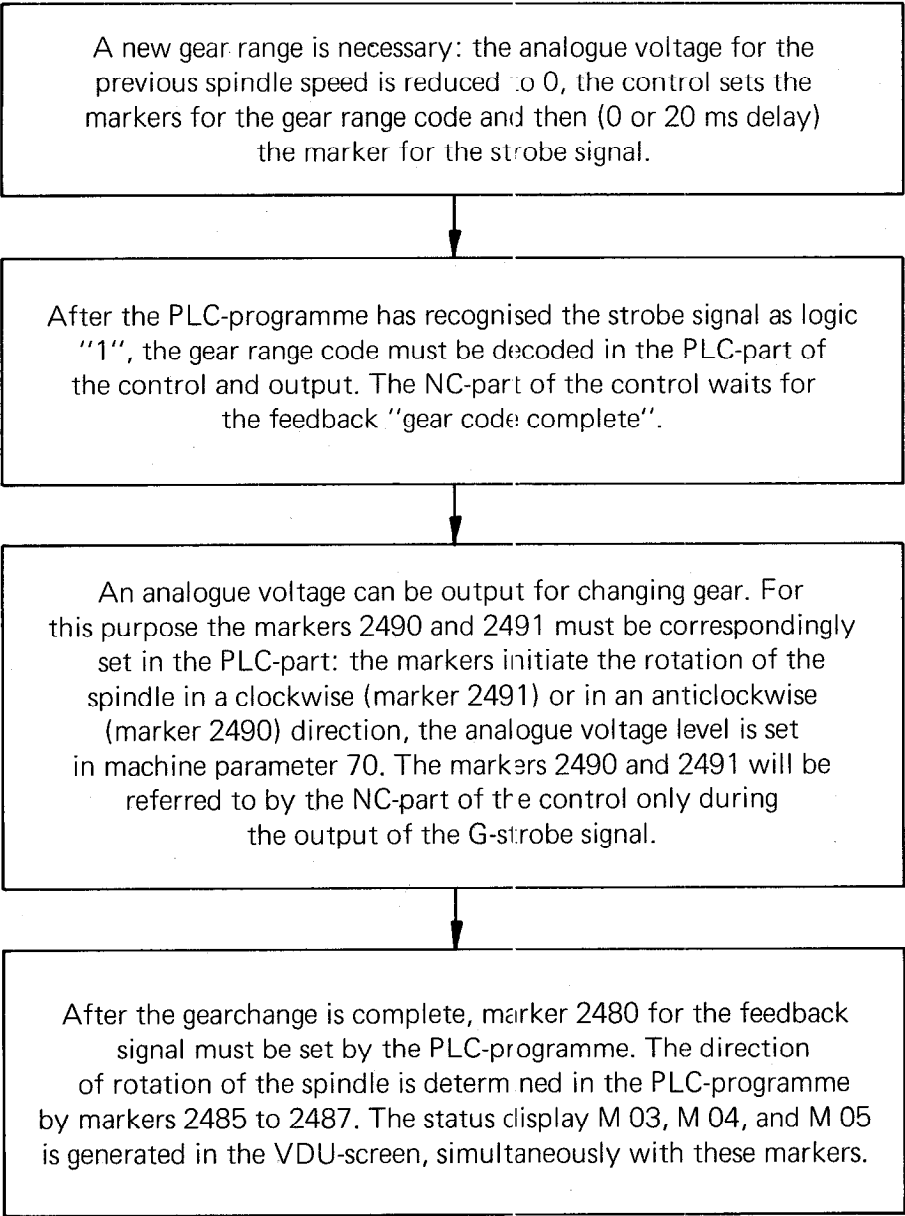 A new gear range is necessary: the analogue voltage for the
previous spindle speed is reduced to 0, the control sets the
markers for the gear range code and then (0 or 20 ms delay)
the marker for the strobe signal.
After the PLC-programme has recognised the strobe signal as logic
"1", the gear range code must be decoded in the PLC-part of
the control and output. The NC-part of the control waits for
the feedback "gear code complete".
An analogue voltage can be output for changing gear. For
this purpose the markers 2490 and 2491 must be correspondingly
set in the PLC-part: the markers initiate the rotation of the
spindle in a clockwise (marker 2491) or in an anticlockwise
(marker 2490) direction, the analogue voltage level is set
in machine parameter 70. The markers 2490 and 2491 will be
referred to by the NC-part of the control only during
the output of the G-strobe signal.
After the gearchange is complete, marker 2480 for the feedback
signal must be set by the PLC-programme. The direction
of rotation of the spindle is determined in the PLC-programme
by markers 2485 to 2487. The status display M 03, M 04, and M 05
is generated in the VDU-screen, simultaneously with these markers.